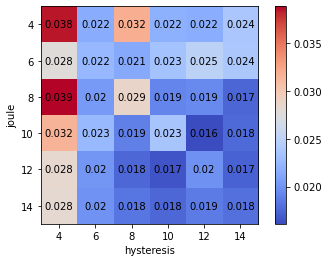 4 0.038 0.022 0.032 0.022 0.022 0.024
6 0.028 0.022 0.021 0.023 0.025 0.024
8 0.039 0.02 0.029 0.019 0.019 0.017
10 0.032 0.023 0.019 0.023 0.016 0.018
12 0.028 0.02 0.018 0.017 0.02 0.017
14 0.028 0.02 0.018 0.018 0.019 0.018
4 6 8 10 12 14
hysteresis
joule
0.035
0.030
0.025
0.020